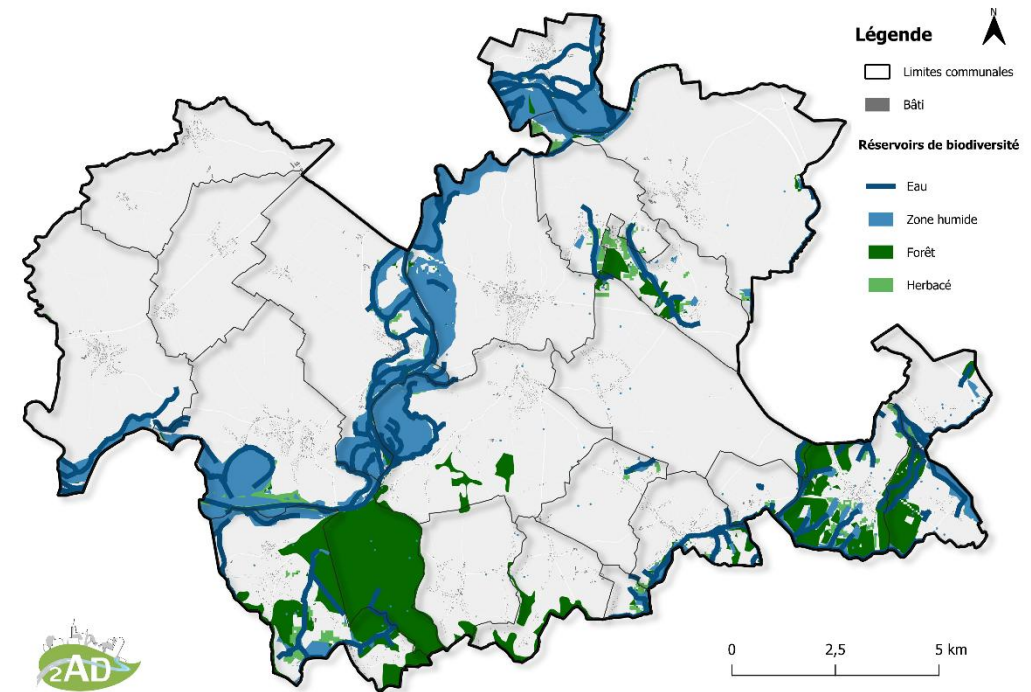 N
Légende
Limites communales
Bâti
Réservoirs de biodiversité
Eau
Zone humide
Forêt
Herbacé
0 2,5 5 km
2AD